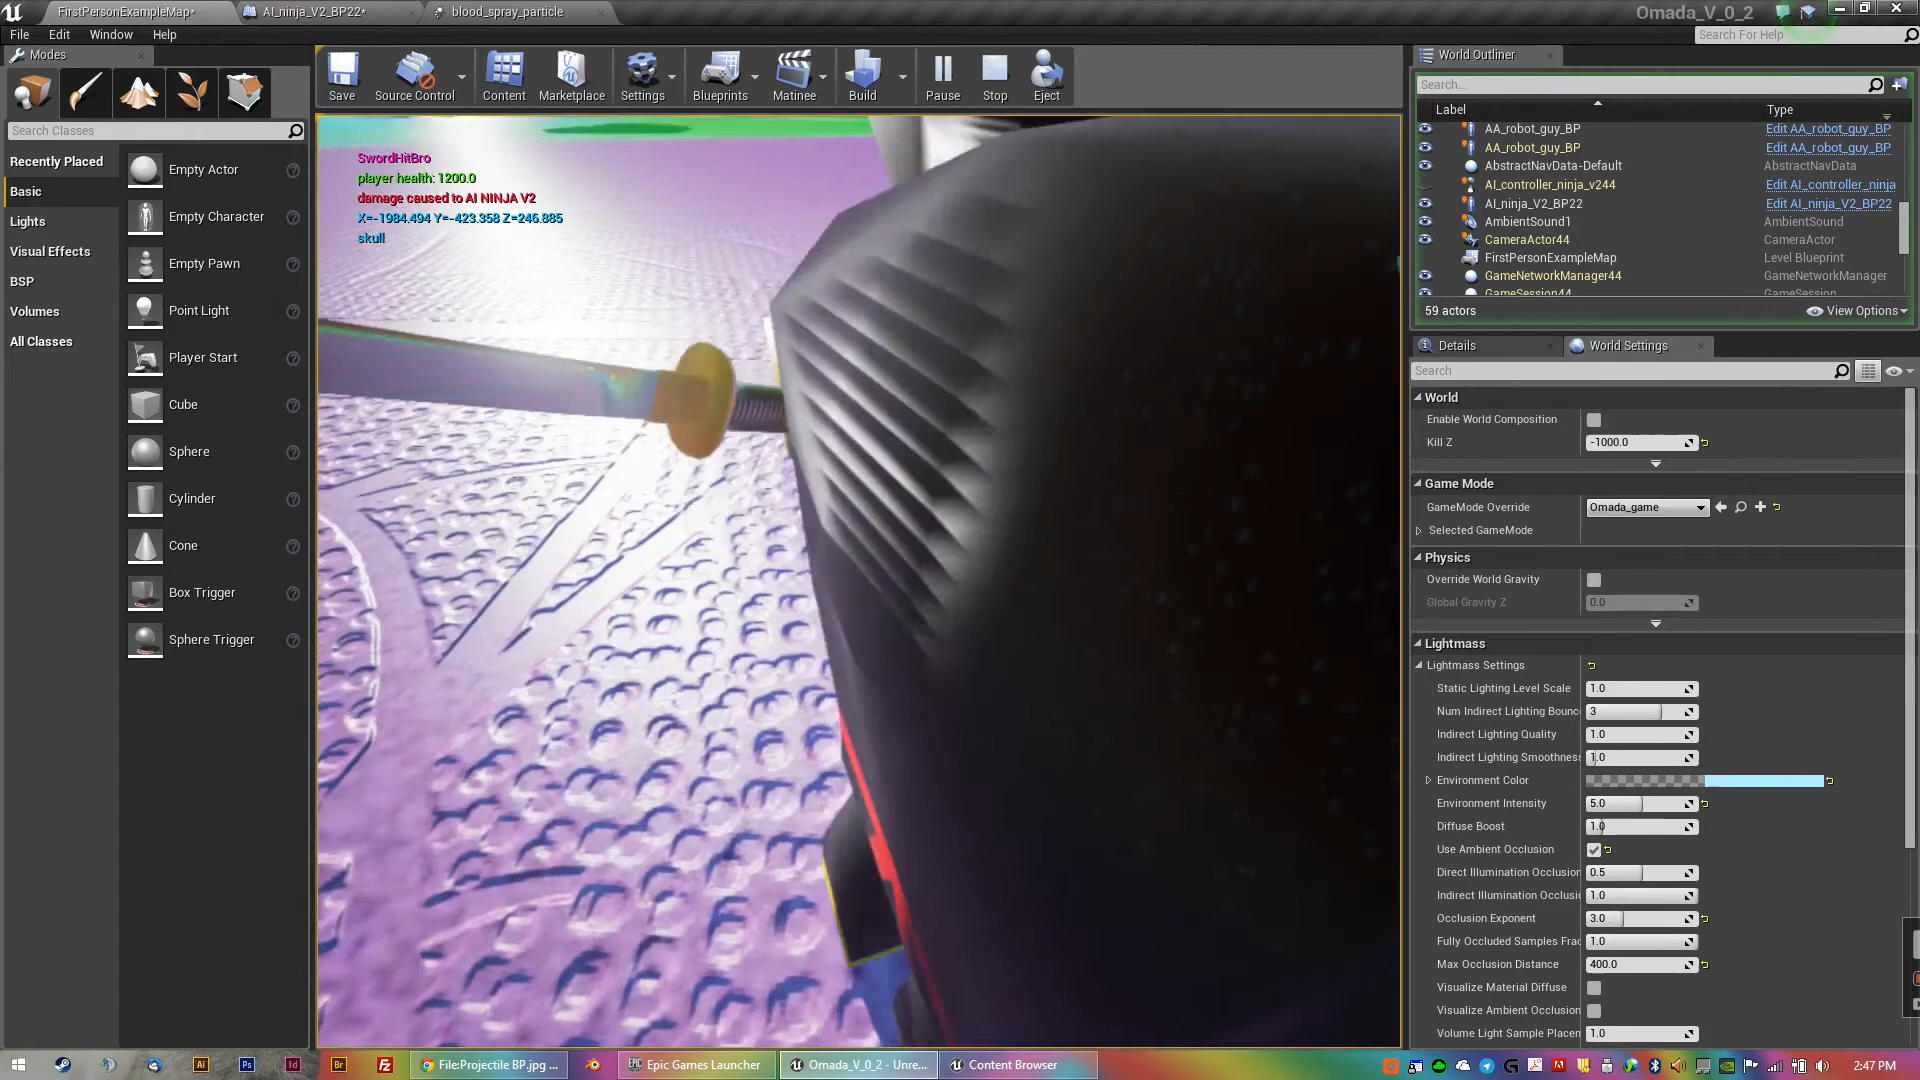 FirstPersonExampleMap*
AI_ninja_V2_BP22*
blood_spray_particle
Omada_V_0_2
File
Edit
Window
Help
Search For Help
Modes
Search Classes
Recently Placed
Basic
Lights
Visual Effects
BSP
Volumes
All Classes
Empty Actor
Empty Character
Empty Pawn
Point Light
Player Start
Cube
Sphere
Cylinder
Cone
Box Trigger
Sphere Trigger
Save
Source Control
Content
Marketplace
Settings
Blueprints
Matinee
Build
Pause
Stop
Eject
SwordHitBro
player health: 1200.0
damage caused to AI NINJA V2
X=-1984.494 Y=-423.358 Z=246.885
skull
World Outliner
Search...
Label
Type
AA_robot_guy_BP Edit AA_robot_guy_BP
AA_robot_guy_BP Edit AA_robot_guy_BP
AbstractNavData-Default AbstractNavData
AI_controller_ninja_v244 Edit AI_controller_ninja
AI_ninja_V2_BP22 Edit AI_ninja_V2_BP22
AmbientSound1 AmbientSound
CameraActor44 CameraActor
FirstPersonExampleMap Level Blueprint
GameNetworkManager44 GameNetworkManager
GameSession44 GameSession
59 actors
View Options
Details
World Settings
Search
World
Enable World Composition
Kill Z -1000.0
Game Mode
GameMode Override Omada_game
Selected GameMode
Physics
Override World Gravity
Global Gravity Z 0.0
Lightmass
Lightmass Settings
Static Lighting Level Scale 1.0
Num Indirect Lighting Bounc 3
Indirect Lighting Quality 1.0
Indirect Lighting Smoothness 1.0
Environment Color
Environment Intensity 5.0
Diffuse Boost 1.0
Use Ambient Occlusion
Direct Illumination Occlusion 0.5
Indirect Illumination Occlusi 1.0
Occlusion Exponent 3.0
Fully Occluded Samples Frac 1.0
Max Occlusion Distance 400.0
Visualize Material Diffuse
Visualize Ambient Occlusion
Volume Light Sample Placem 1.0
Ai
Ps
Id
Br
Fz
File:Projectile BP.jpg ...
Epic Games Launcher
Omada_V_0_2 - Unre...
Content Browser
2:47 PM